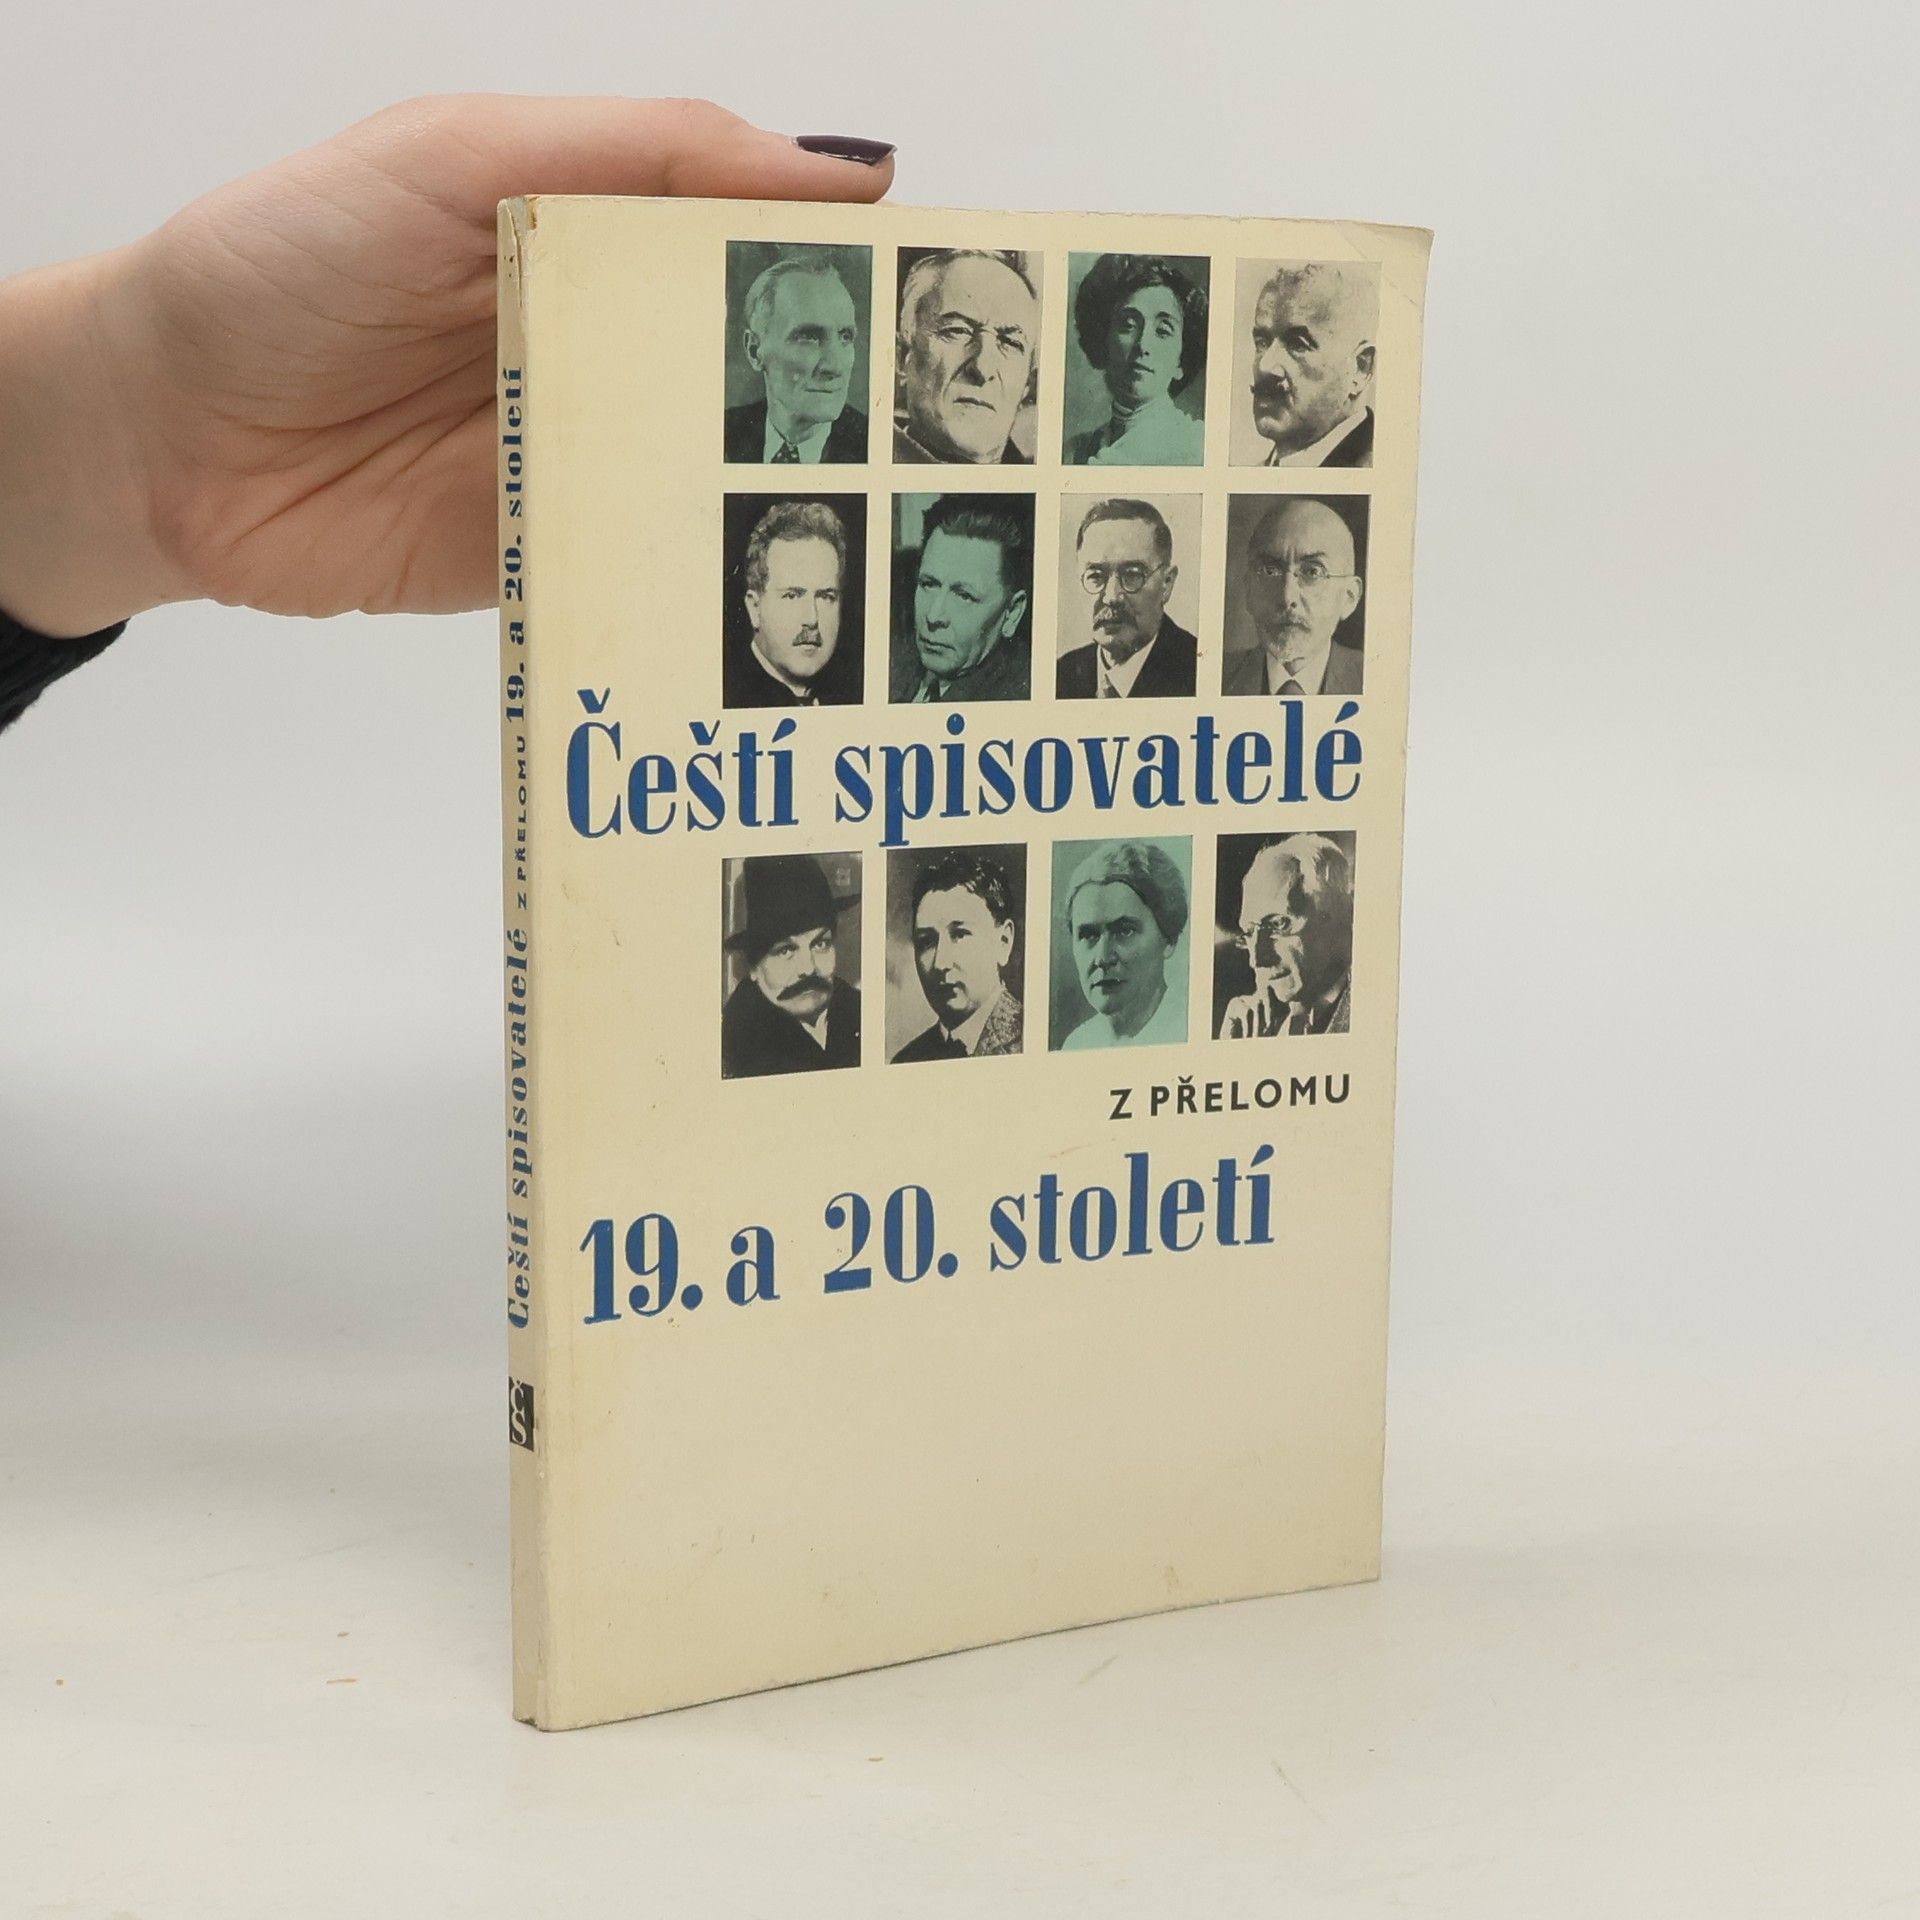 Čeští spisovatelé
Z PŘELOMU
19. a 20. století
Čeští spisovatelé Z PŘELOMU 19. a 20. století
ČS